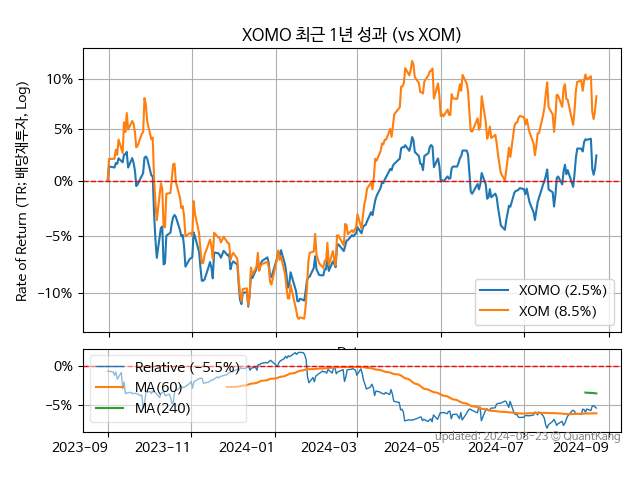 XOMO 최근 1년 성과 (vs XOM)
Rate of Return (TR: 배당재투자, Log)
10%
5%
0%
−5%
−10%
XOMO (2.5%)
XOM (8.5%)
0%
−5%
Relative (-5.5%)
MA(60)
MA(240)
2023-09
2023-11
2024-01
2024-03
2024-05
2024-07
2024-09
updated: 2024-08-23 © QuantKang